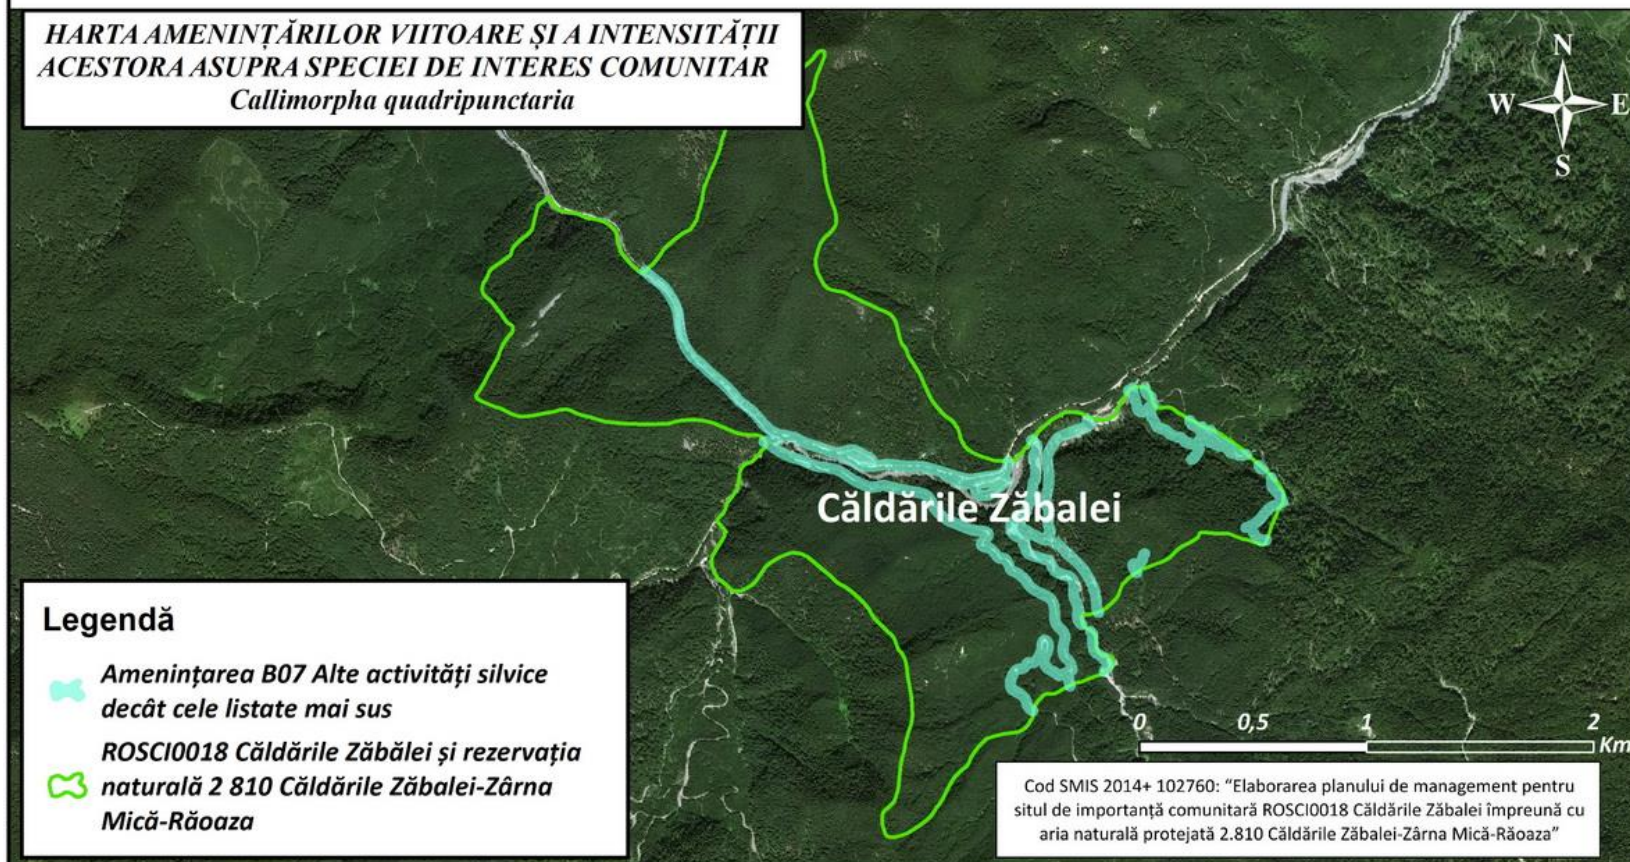 HARTA AMENINȚĂRILOR VIITOARE ȘI A INTENSITĂȚII
ACESTORA ASUPRA SPECIEI DE INTERES COMUNITAR
Callimorpha quadripunctaria
N
W E
S
Căldările Zăbalei
Legendă
Amenințarea B07 Alte activități silvice
decât cele listate mai sus
ROSCI0018 Căldările Zăbălei și rezervația
naturală 2 810 Căldările Zăbalei-Zârna
Mică-Răoaza
0 0,5 1 2
Km
Cod SMIS 2014+ 102760: “Elaborarea planului de management pentru
situl de importanță comunitară ROSCI0018 Căldările Zăbalei împreună cu
aria naturală protejată 2.810 Căldările Zăbalei-Zârna Mică-Răoaza”